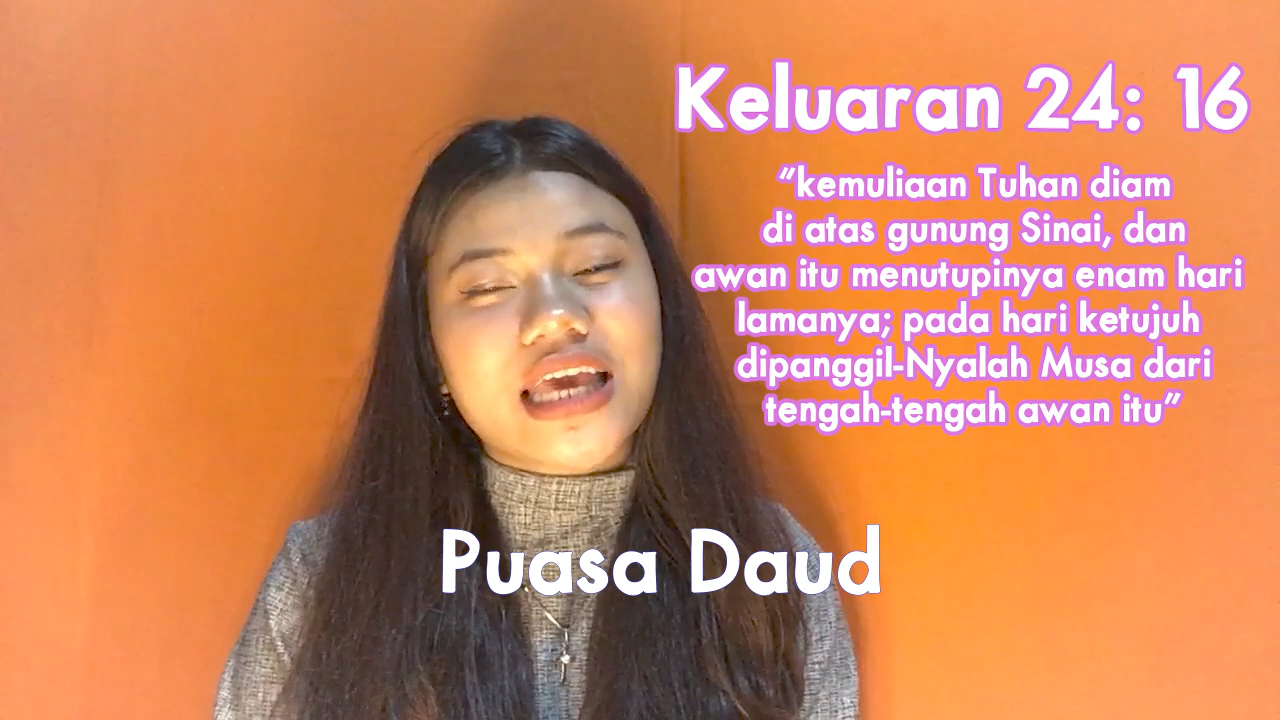 Keluaran 24: 16
“kemuliaan Tuhan diam
di atas gunung Sinai, dan
awan itu menutupinya enam hari
lamanya; pada hari ketujuh
dipanggil-Nyalah Musa dari
tengah-tengah awan itu”
Puasa Daud